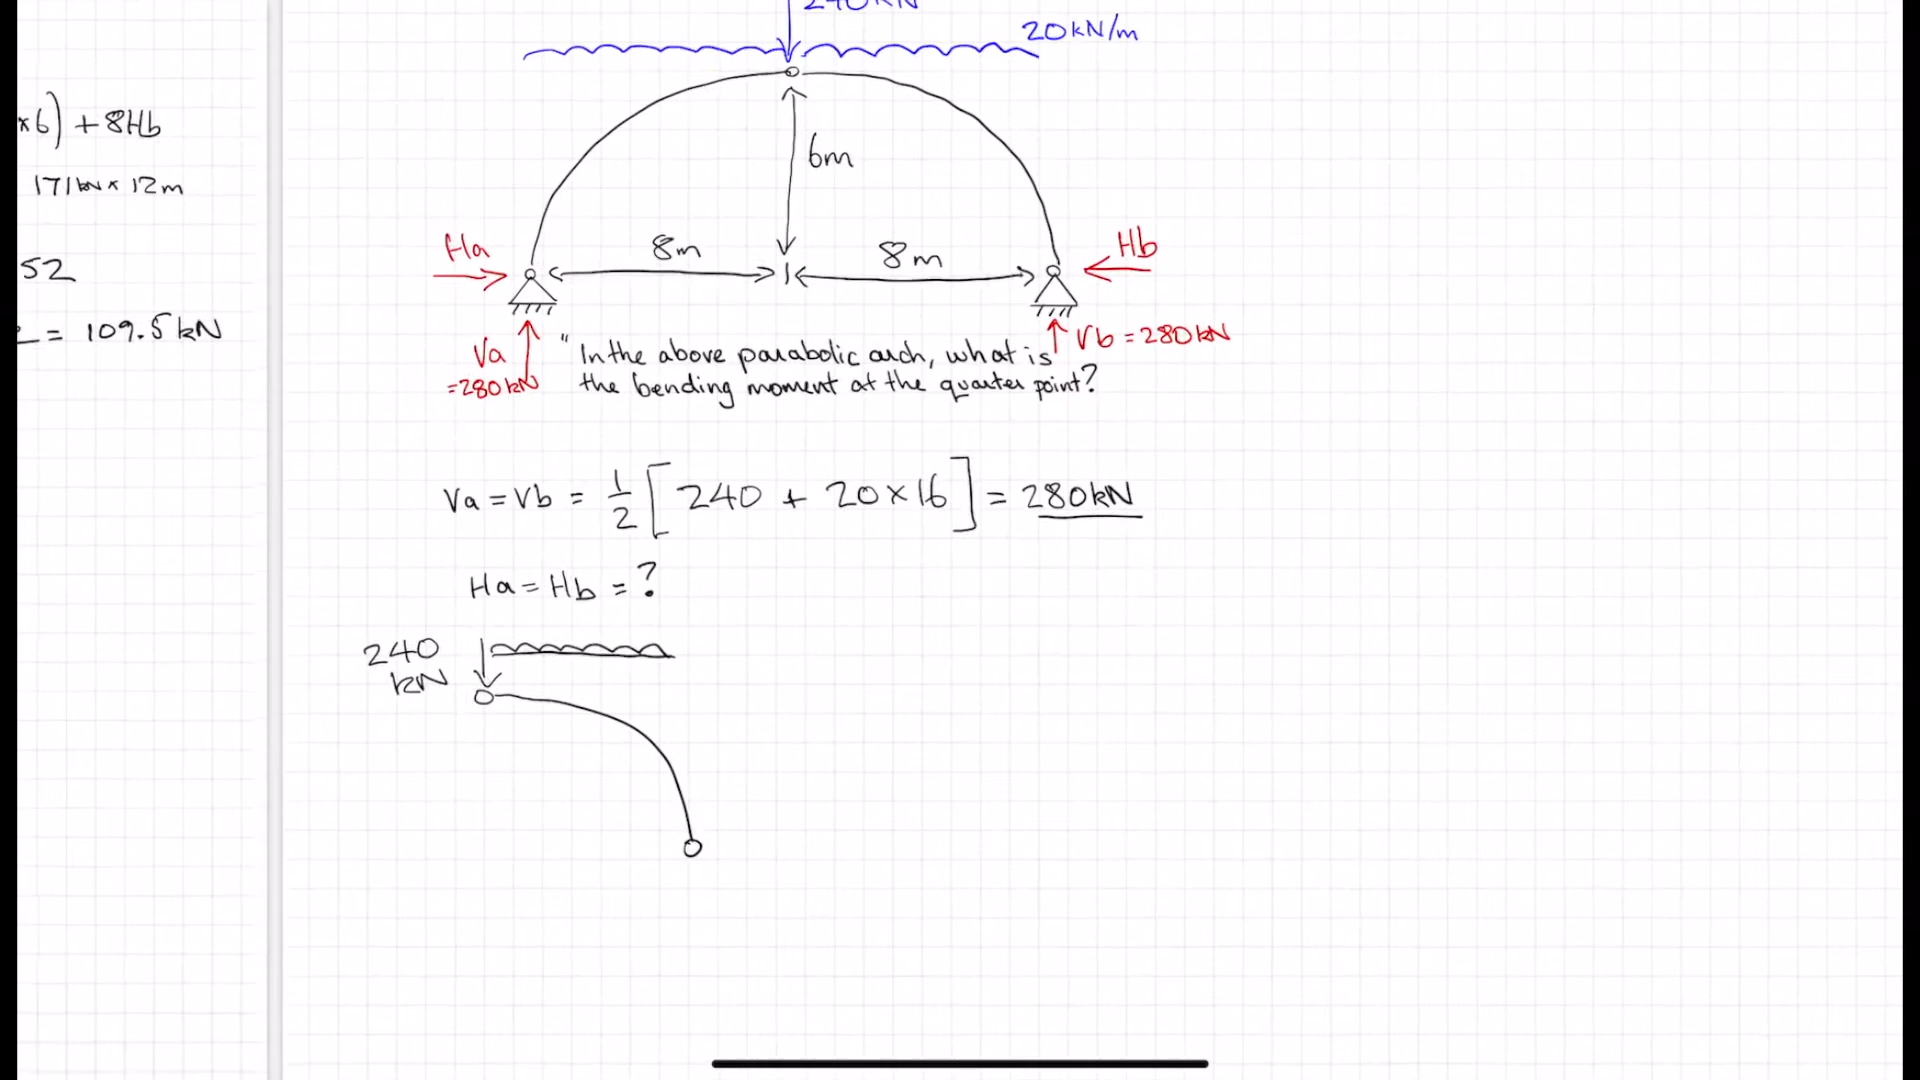 ×6) + 8Hb
171kN × 12m
52
= 109.5kN
240kN
20kN/m
6m
Ha
8m
8m
Hb
Va
=280kN
Vb = 280kN
"In the above parabolic arch, what is
the bending moment at the quarter point?
Va = Vb = 1/2 [ 240 + 20×16 ] = 280kN
Ha = Hb = ?
240
kN